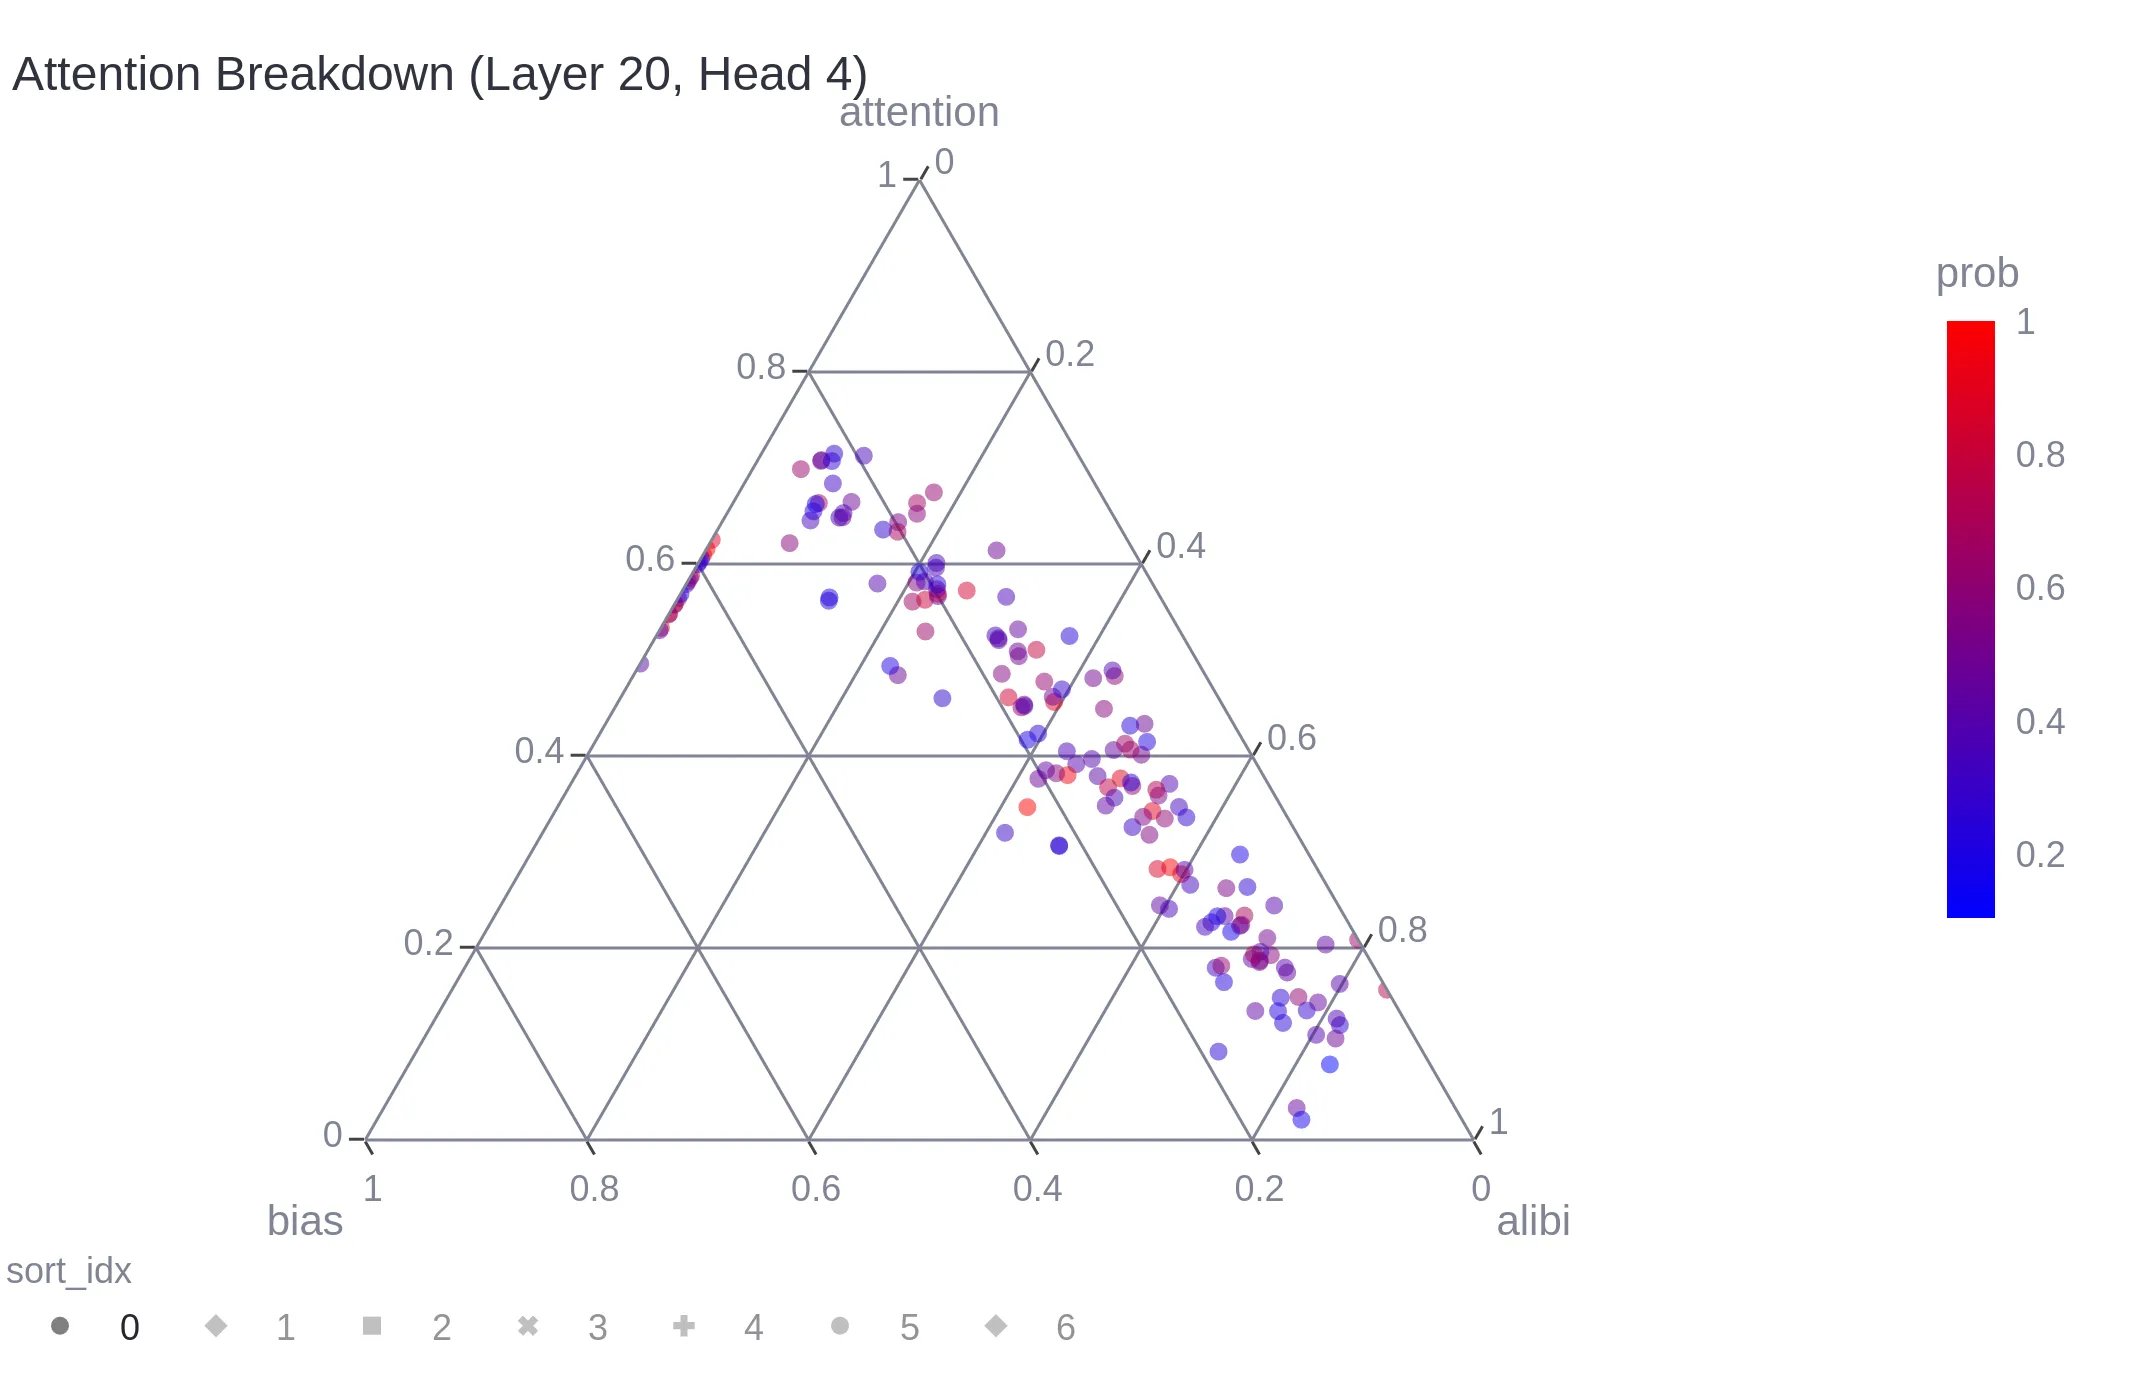 Attention Breakdown (Layer 20, Head 4)
attention
1 0
0.8 0.2
0.6 0.4
0.4 0.6
0.2 0.8
0 1
1 0.8 0.6 0.4 0.2 0
bias alibi
prob
1
0.8
0.6
0.4
0.2
sort_idx
0 1 2 3 4 5 6